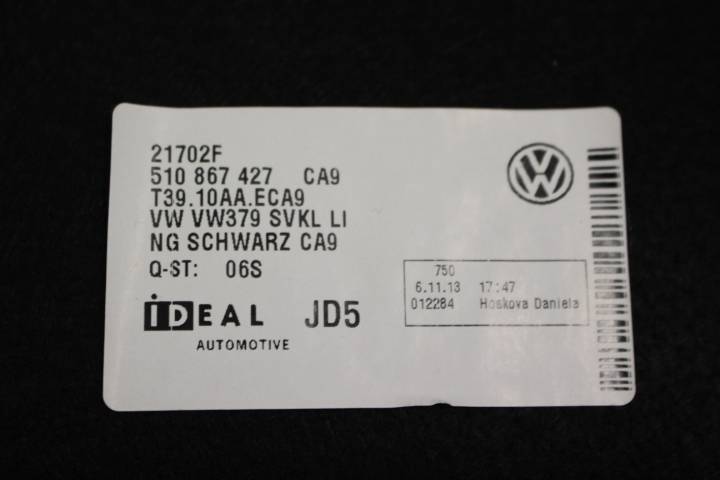 21702F
510 867 427 CA9
T39.10AA.ECA9
VW VW379 SVKL LI
NG SCHWARZ CA9
Q-ST: 06S
iDEAL JD5
AUTOMOTIVE
750
6.11.13 17:47
012284 Hoskova Daniela